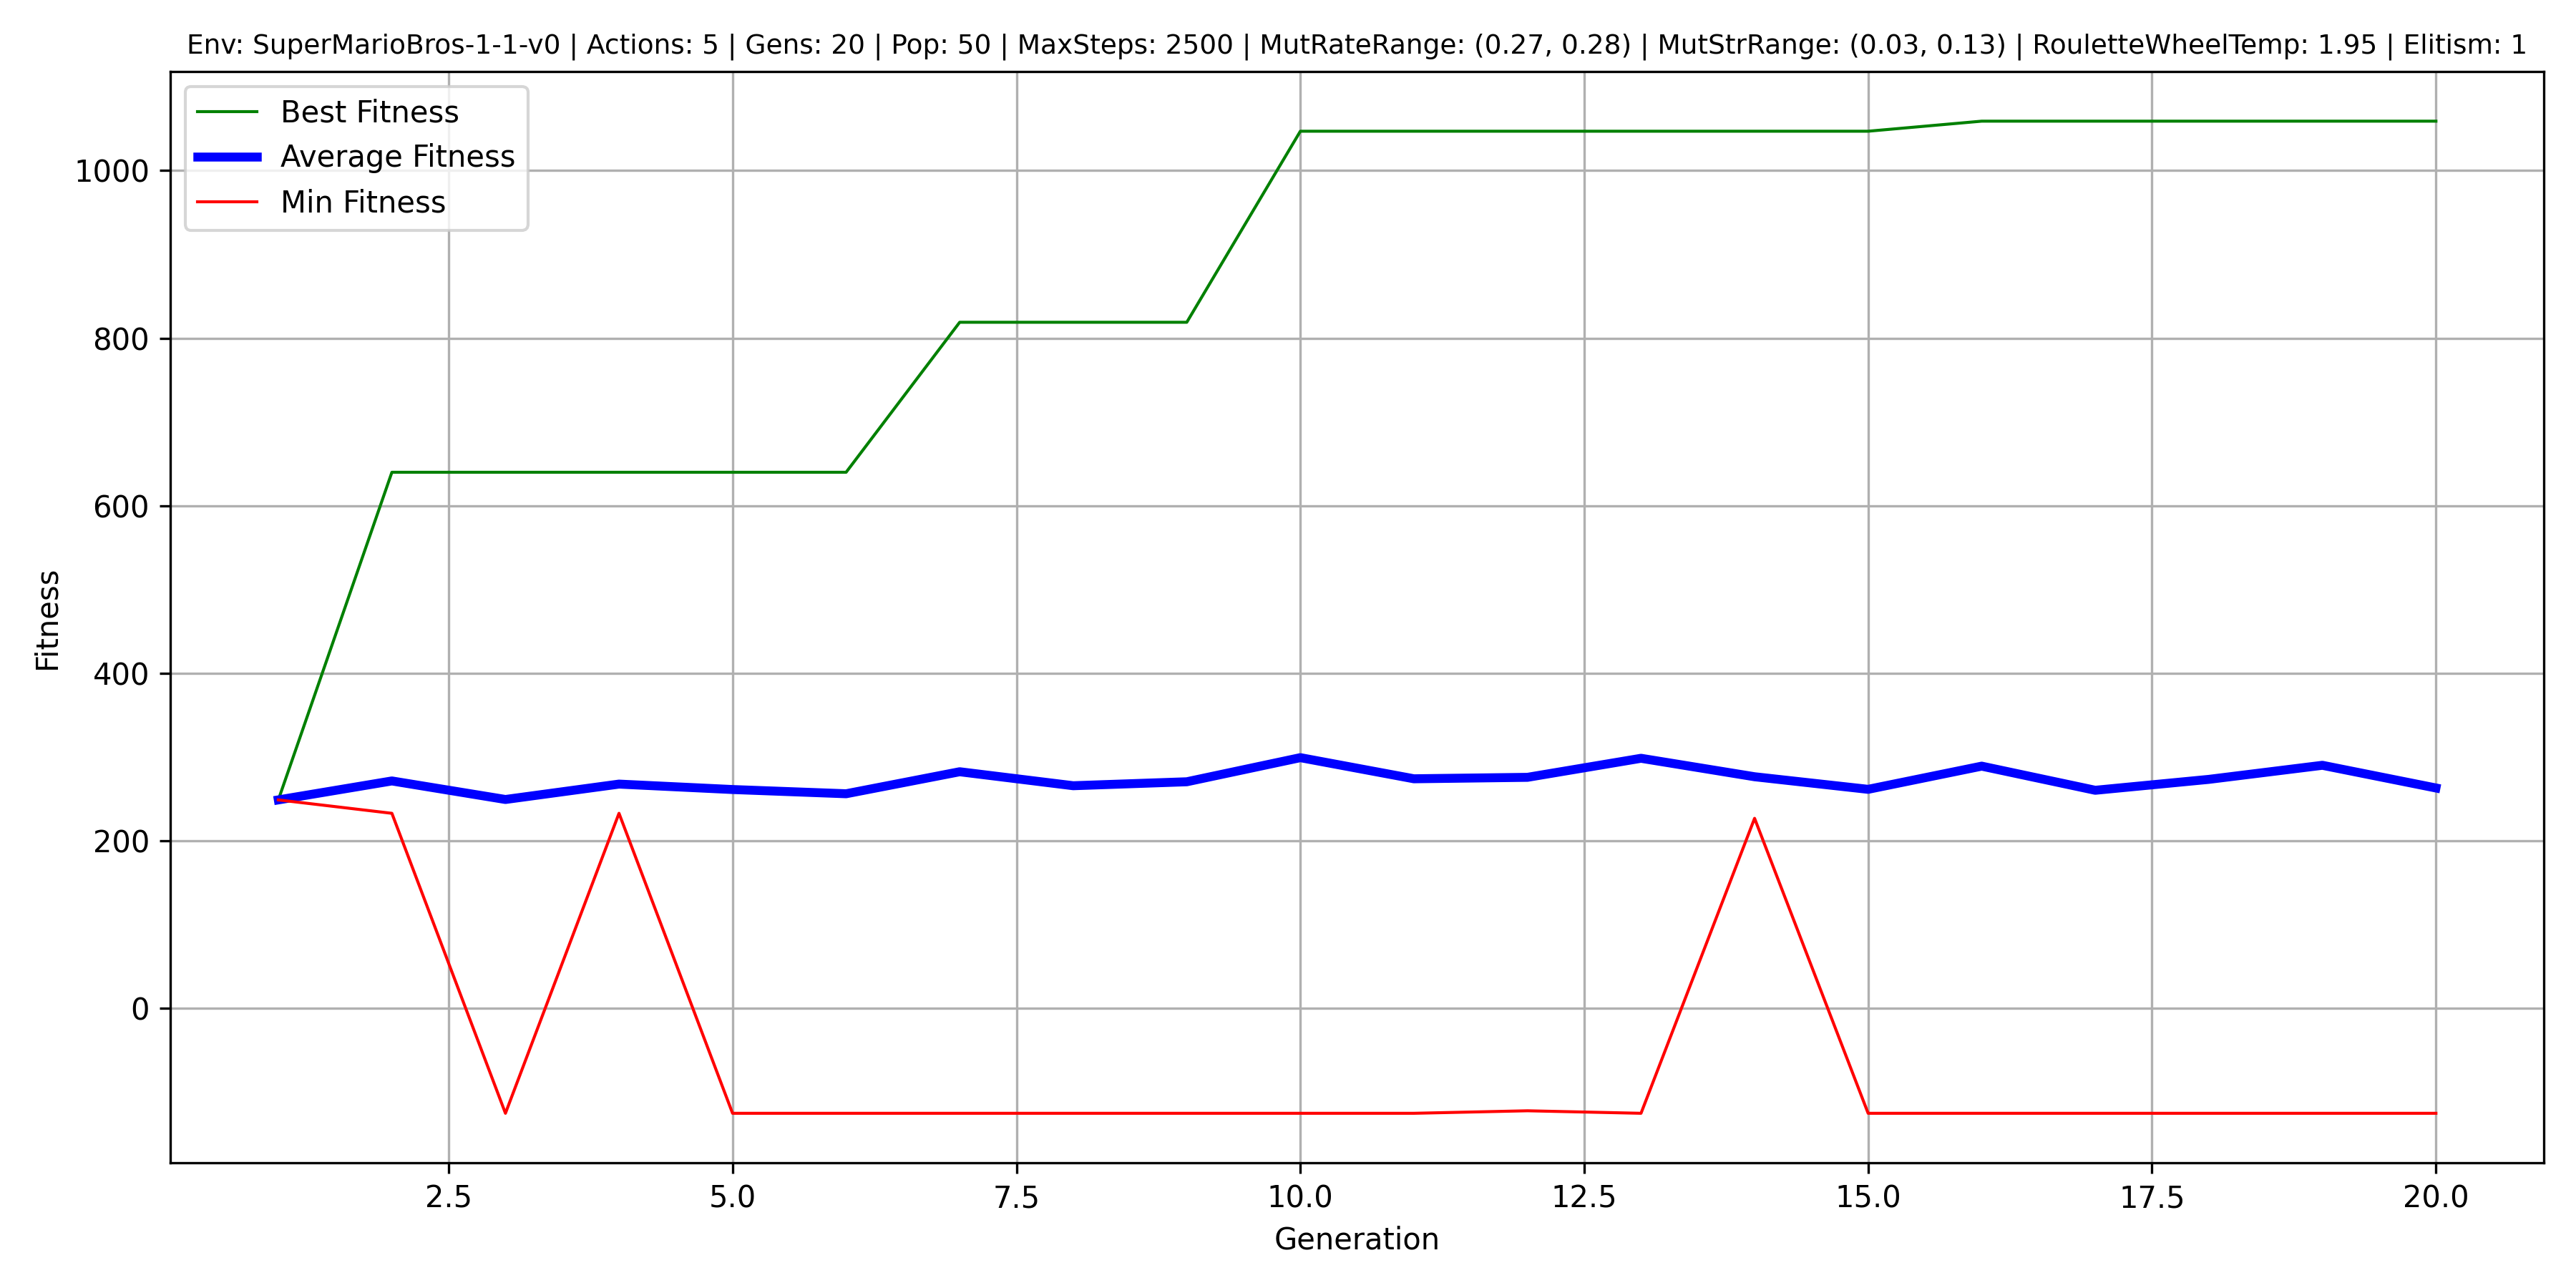 Env: SuperMarioBros-1-1-v0 | Actions: 5 | Gens: 20 | Pop: 50 | MaxSteps: 2500 | MutRateRange: (0.27, 0.28) | MutStrRange: (0.03, 0.13) | RouletteWheelTemp: 1.95 | Elitism: 1
Best Fitness
Average Fitness
Min Fitness
1000
800
600
400
200
0
Fitness
2.5 5.0 7.5 10.0 12.5 15.0 17.5 20.0
Generation